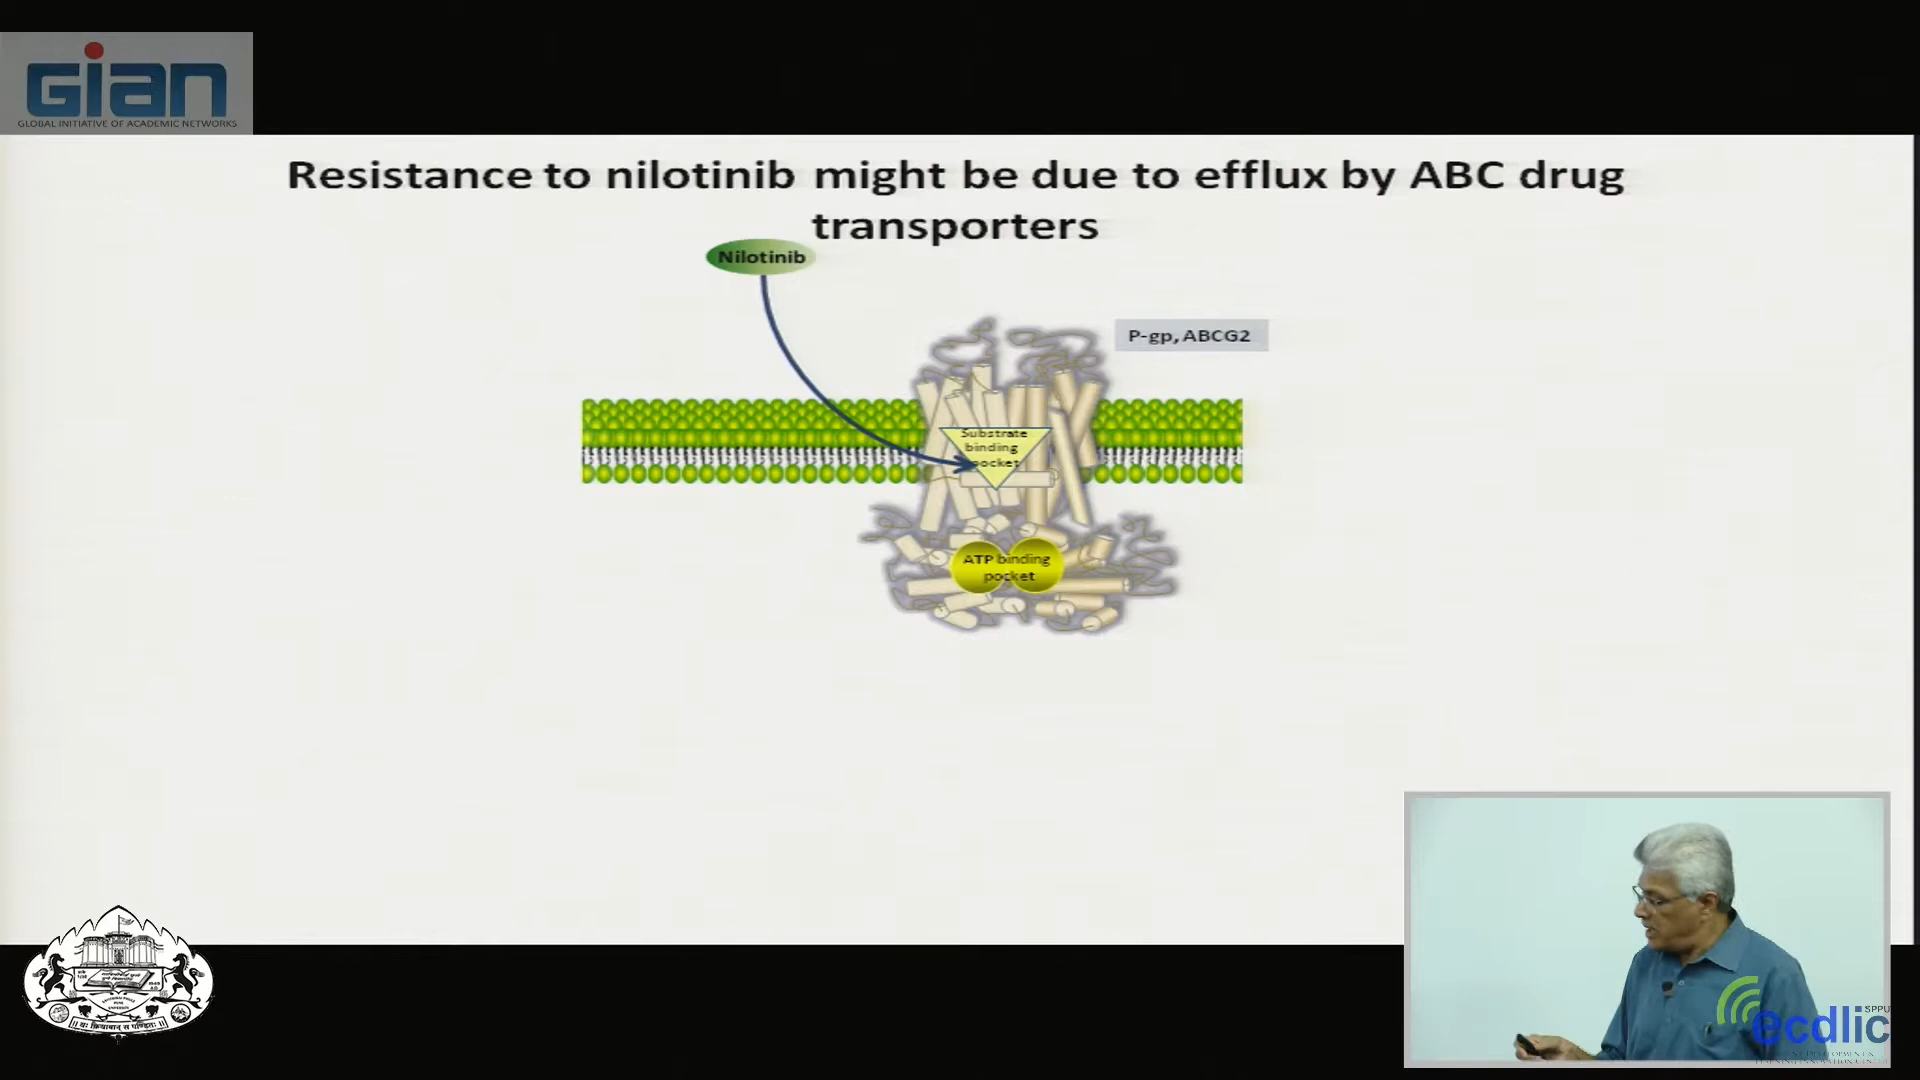 Gian
GLOBAL INITIATIVE OF ACADEMIC NETWORKS
Resistance to nilotinib might be due to efflux by ABC drug
transporters
Nilotinib
P-gp, ABCG2
Substrate
binding
pocket
ATP binding
pocket
SPPU
ecdlic